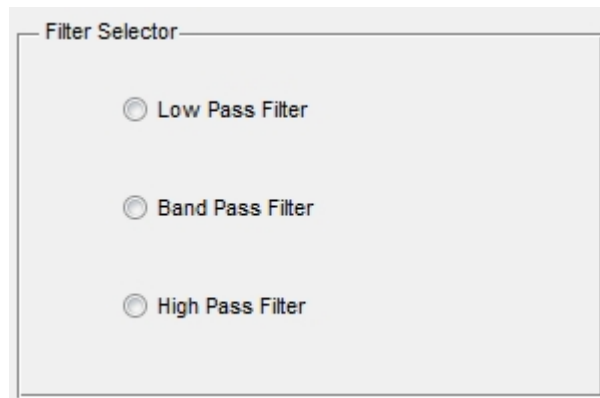 Filter Selector
Low Pass Filter
Band Pass Filter
High Pass Filter